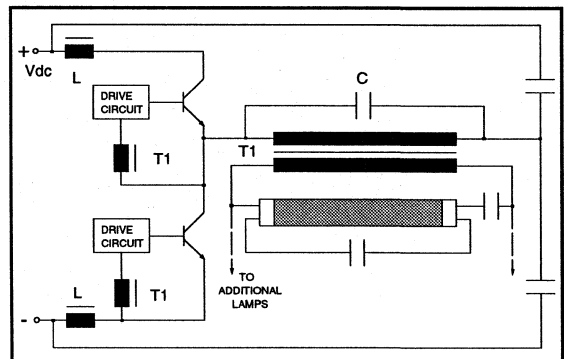 +
Vdc
L
C
DRIVE
CIRCUIT
T1
T1
DRIVE
CIRCUIT
L
T1
-
TO
ADDITIONAL
LAMPS